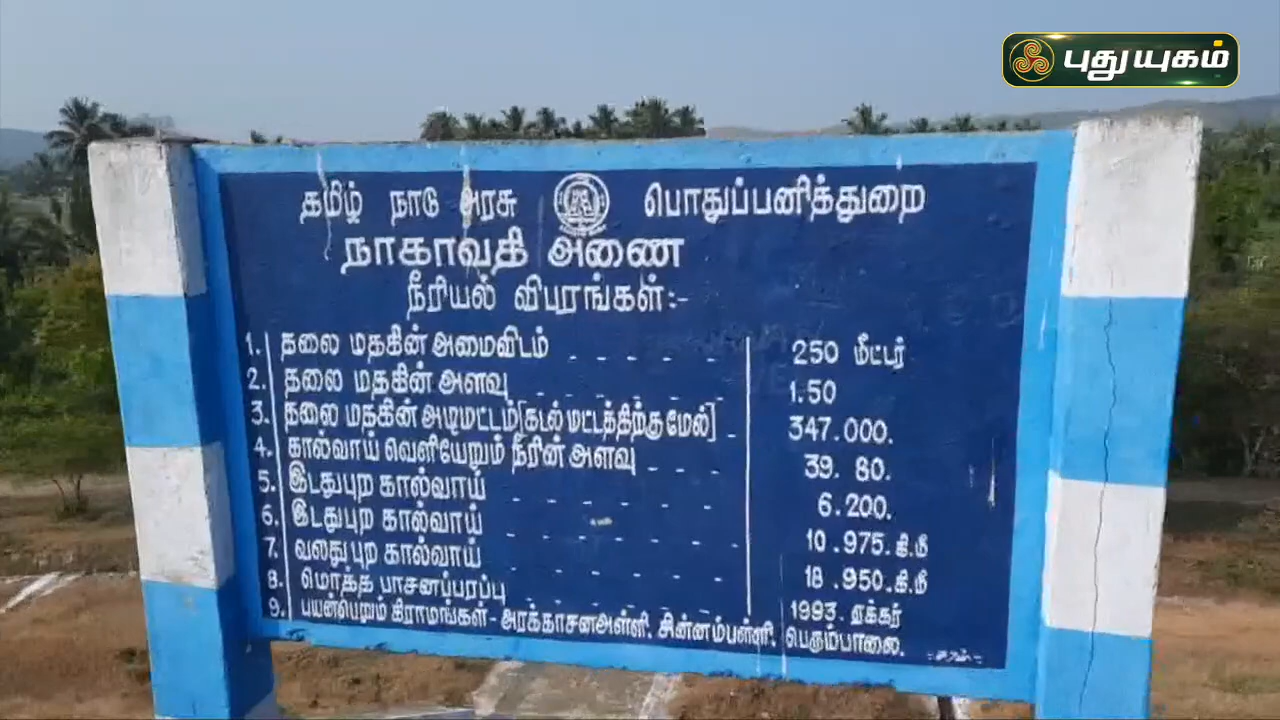 புதுயுகம்
தமிழ் நாடு அரசு பொதுப்பனித்துறை
நாகாவதி அணை
நீரியல் விபரங்கள்:-
1. தலை மதகின் அமைவிடம் - - - - - 250 மீட்டர்
2. தலை மதகின் அளவு - - - - - - 1.50
3. தலை மதகின் அடிமட்டம் [கடல் மட்டத்திற்கு மேல்] - 347.000.
4. கால்வாய் வெளியேறும் நீரின் அளவு - - - 39. 80.
5. இடதுபுற கால்வாய் - - - - - - 6.200.
6. இடதுபுற கால்வாய் - - - - - - 10.975. கி.மீ
7. வலதுபுற கால்வாய் - - - - - - 18.950. கி.மீ
8. மொத்த பாசனப்பரப்பு - - - - - - 1993. ஏக்கர்
9. பயன்பெறும் கிராமங்கள் - அரக்காசனஅள்ளி. சின்னம்பள்ளி. பெரும்பாலை.